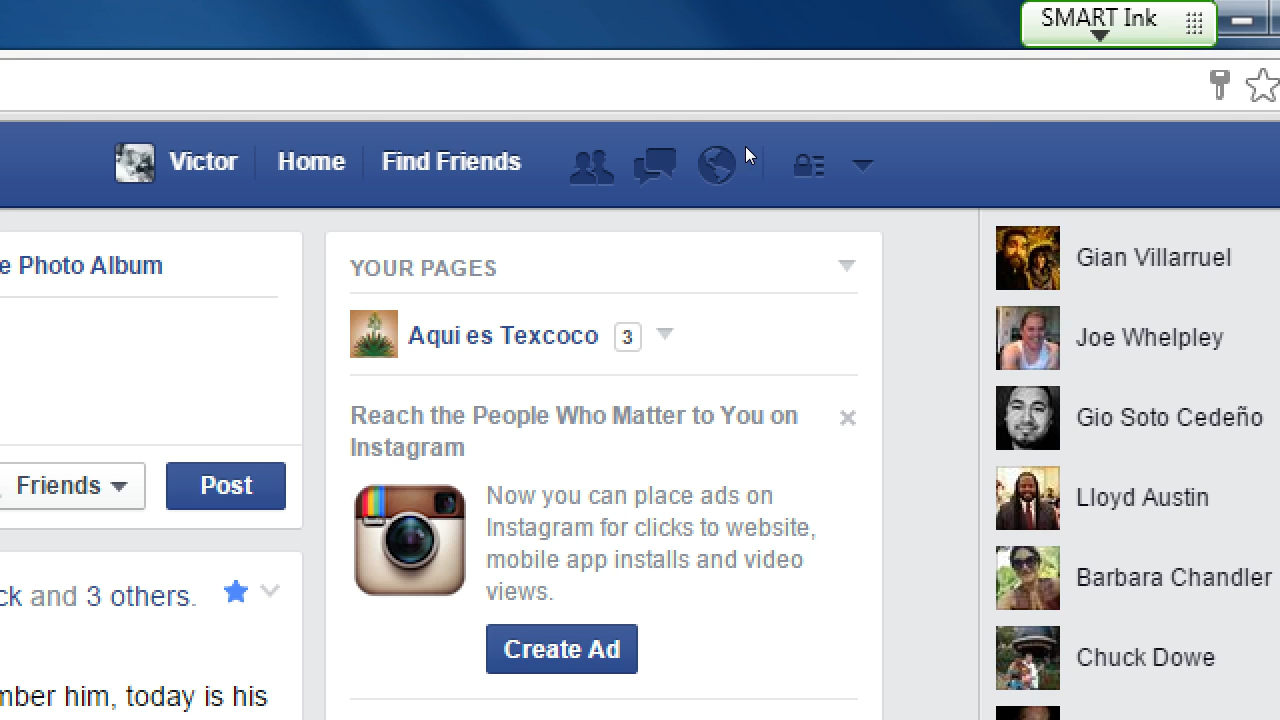 SMART Ink
Victor
Home
Find Friends
e Photo Album
Friends
Post
ck and 3 others.
mber him, today is his
YOUR PAGES
Aqui es Texcoco 3
Reach the People Who Matter to You on
Instagram
Now you can place ads on
Instagram for clicks to website,
mobile app installs and video
views.
Create Ad
Gian Villarruel
Joe Whelpley
Gio Soto Cedeño
Lloyd Austin
Barbara Chandler
Chuck Dowe